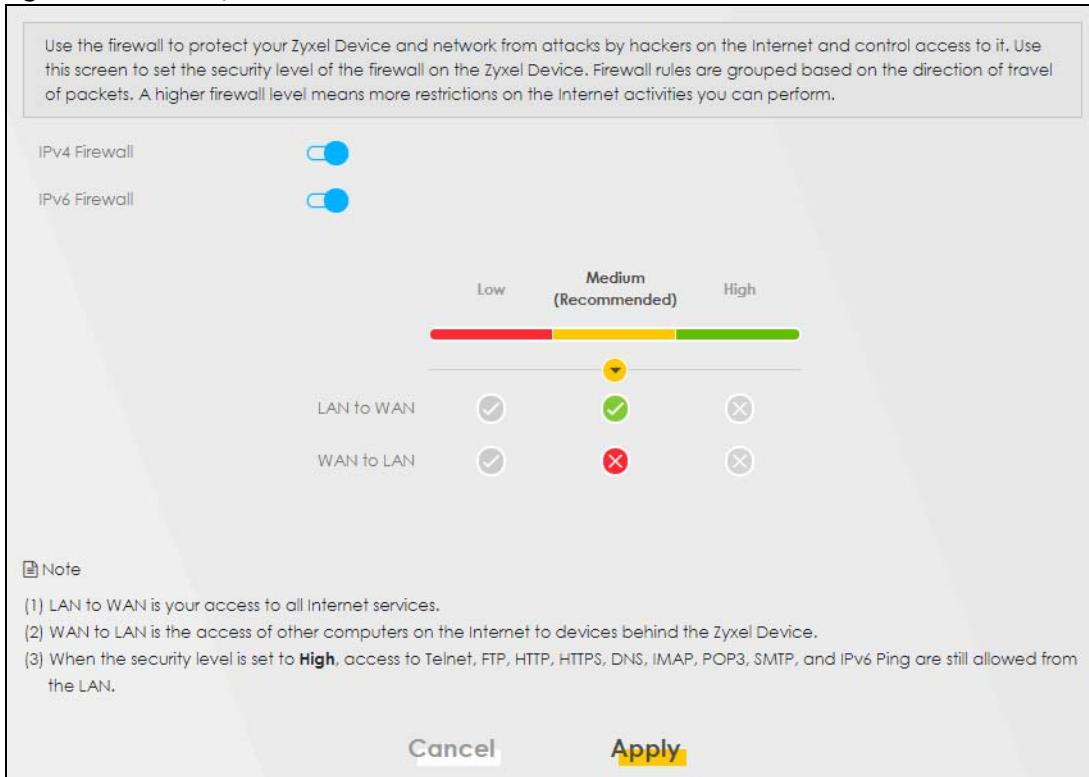 Use the firewall to protect your Zyxel Device and network from attacks by hackers on the Internet and control access to it. Use
this screen to set the security level of the firewall on the Zyxel Device. Firewall rules are grouped based on the direction of travel
of packets. A higher firewall level means more restrictions on the Internet activities you can perform.
IPv4 Firewall
IPv6 Firewall
Low
Medium
(Recommended)
High
LAN to WAN
WAN to LAN
Note
(1) LAN to WAN is your access to all Internet services.
(2) WAN to LAN is the access of other computers on the Internet to devices behind the Zyxel Device.
(3) When the security level is set to High, access to Telnet, FTP, HTTP, HTTPS, DNS, IMAP, POP3, SMTP, and IPv6 Ping are still allowed from
the LAN.
Cancel
Apply